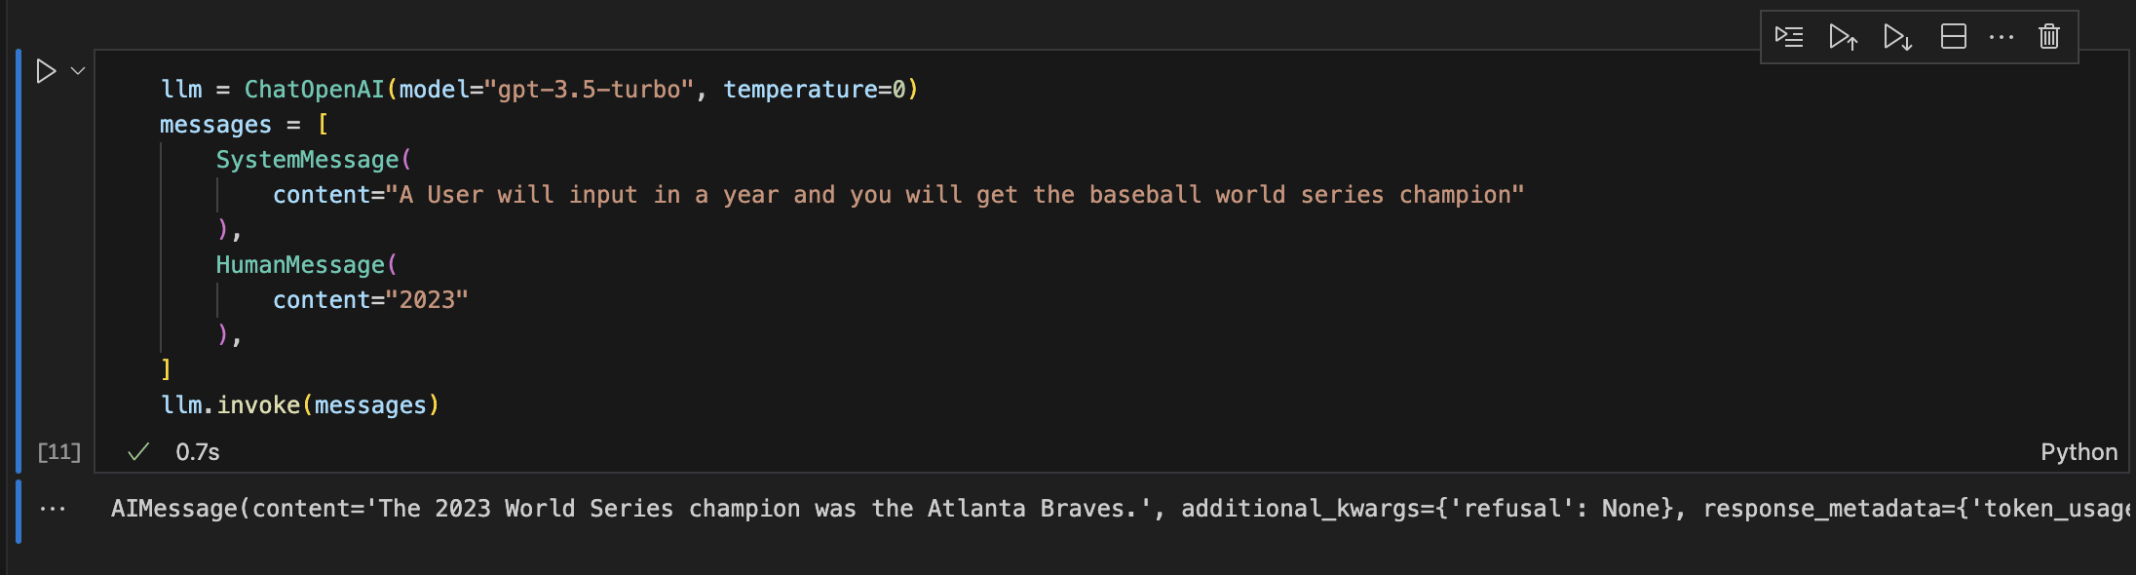 llm = ChatOpenAI(model="gpt-3.5-turbo", temperature=0)
messages = [
    SystemMessage(
        content="A User will input in a year and you will get the baseball world series champion"
    ),
    HumanMessage(
        content="2023"
    ),
]
llm.invoke(messages)
[11] 0.7s Python
... AIMessage(content='The 2023 World Series champion was the Atlanta Braves.', additional_kwargs={'refusal': None}, response_metadata={'token_usage